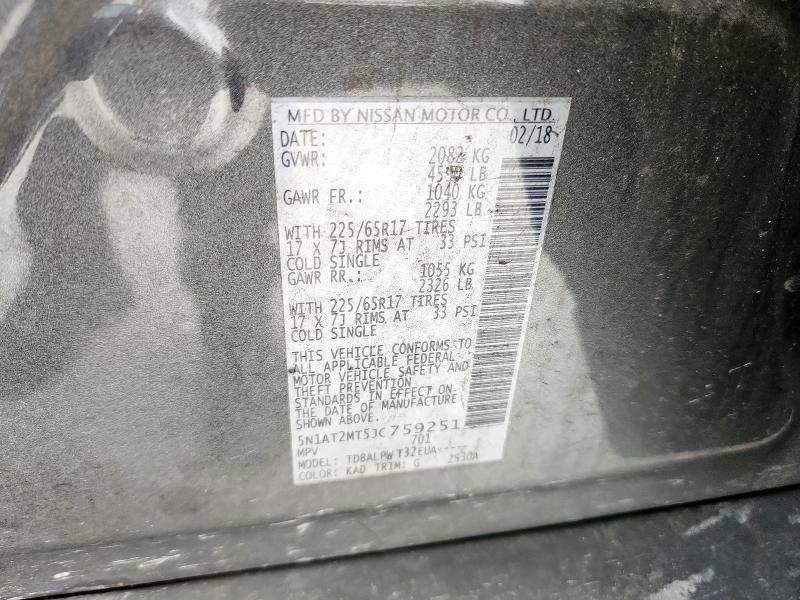 MFD BY NISSAN MOTOR CO., LTD.
DATE: 02/18
GVWR: 2082 KG
LB
GAWR FR.: 1040 KG
2293 LB
WITH 225/65R17 TIRES
17 X 7J RIMS AT 33 PSI
COLD SINGLE
GAWR RR.: 1055 KG
2326 LB
WITH 225/65R17 TIRES
17 X 7J RIMS AT 33 PSI
COLD SINGLE
THIS VEHICLE CONFORMS TO
ALL APPLICABLE FEDERAL
MOTOR VEHICLE SAFETY AND
THEFT PREVENTION
STANDARDS IN EFFECT ON
THE DATE OF MANUFACTURE
SHOWN ABOVE.
5N1AT2MT5JC759251
MPV 701
MODEL: TDBALPW T32EUA
COLOR: KAD TRIM: G 2930A